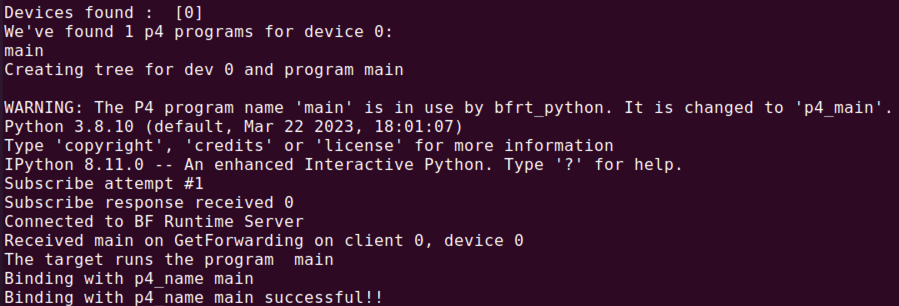 Devices found :  [0]
We've found 1 p4 programs for device 0:
main
Creating tree for dev 0 and program main
WARNING: The P4 program name 'main' is in use by bfrt_python. It is changed to 'p4_main'.
Python 3.8.10 (default, Mar 22 2023, 18:01:07)
Type 'copyright', 'credits' or 'license' for more information
IPython 8.11.0 -- An enhanced Interactive Python. Type '?' for help.
Subscribe attempt #1
Subscribe response received 0
Connected to BF Runtime Server
Received main on GetForwarding on client 0, device 0
The target runs the program  main
Binding with p4_name main
Binding with p4_name main successful!!